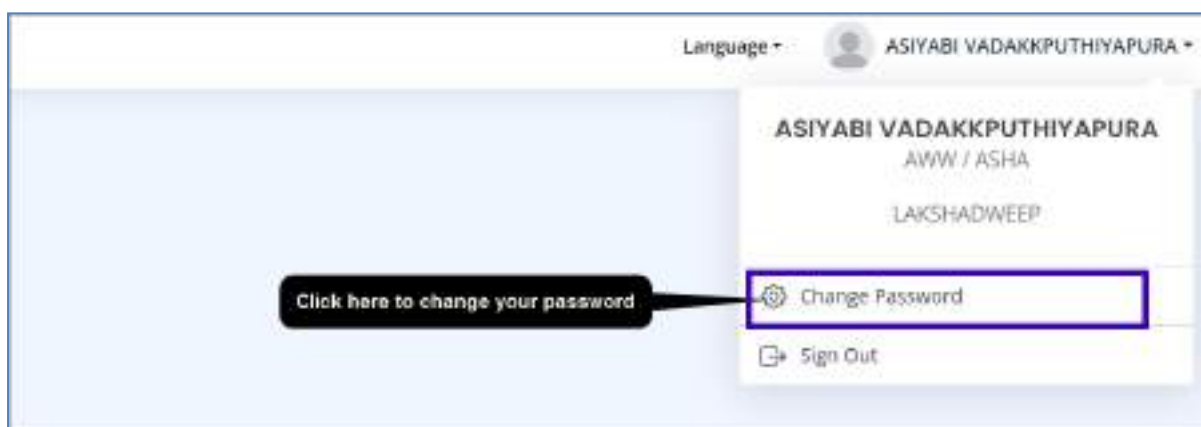 Language
ASIYABI VADAKKPUTHIYAPURA
ASIYABI VADAKKPUTHIYAPURA
AWW / ASHA
LAKSHADWEEP
Click here to change your password
Change Password
Sign Out